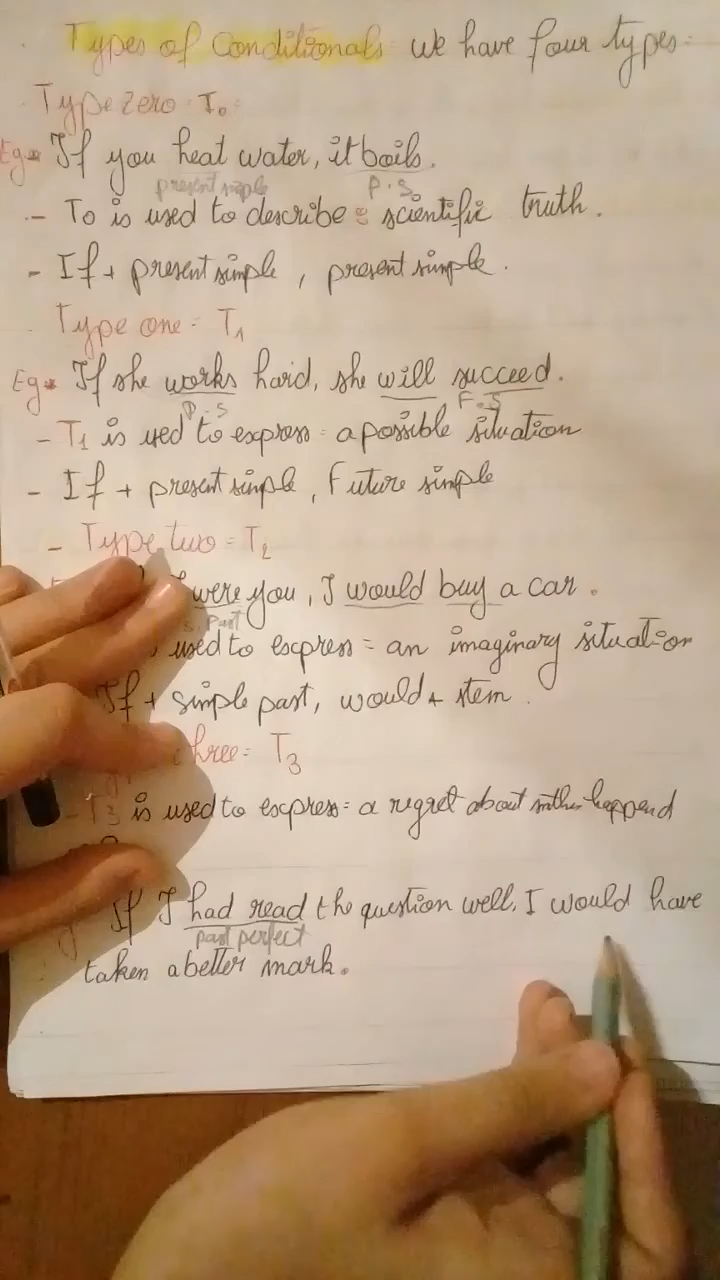 Types of Conditionals: we have four types:
Type zero: T0:
Eg: If you heat water, it boils.
present simple P.S
- T0 is used to describe: scientific truth.
- If + present simple, present simple.
Type one: T1
Eg: If she works hard, she will succeed.
P.S F.S
- T1 is used to express: a possible situation
- If + present simple, Future simple
- Type two: T2
were you, I would buy a car.
S. Past
used to express: an imaginary situation
If + simple past, would + stem.
three: T3
- T3 is used to express: a regret about happend
If I had read the question well, I would have
past perfect
taken a better mark.